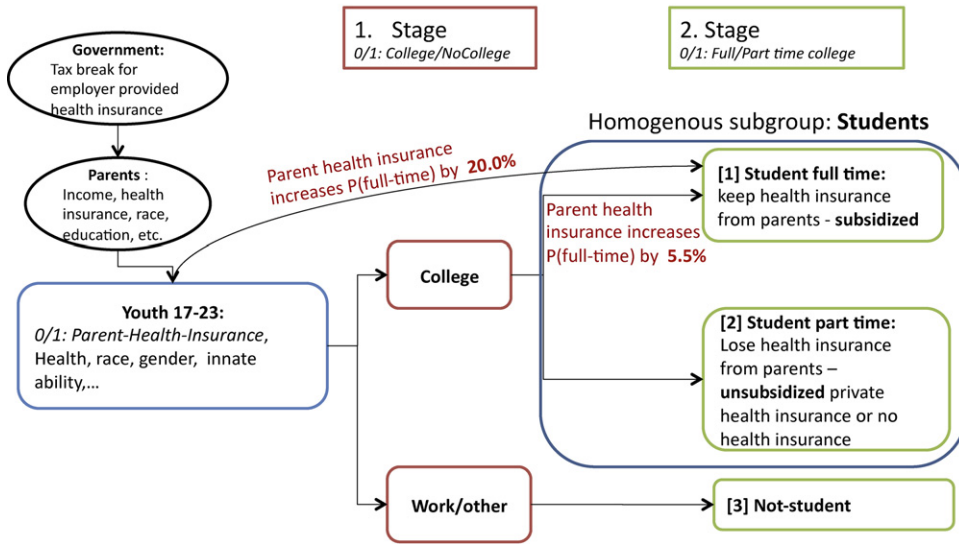 Government:
Tax break for
employer provided
health insurance
Parents :
Income, health
insurance, race,
education, etc.
Youth 17-23:
0/1: Parent-Health-Insurance,
Health, race, gender, innate
ability,...
1. Stage
0/1: College/NoCollege
2. Stage
0/1: Full/Part time college
Homogenous subgroup: Students
Parent health insurance
increases P(full-time) by 20.0%
Parent health
insurance increases
P(full-time) by 5.5%
College
Work/other
[1] Student full time:
keep health insurance
from parents - subsidized
[2] Student part time:
Lose health insurance
from parents –
unsubsidized private
health insurance or no
health insurance
[3] Not-student